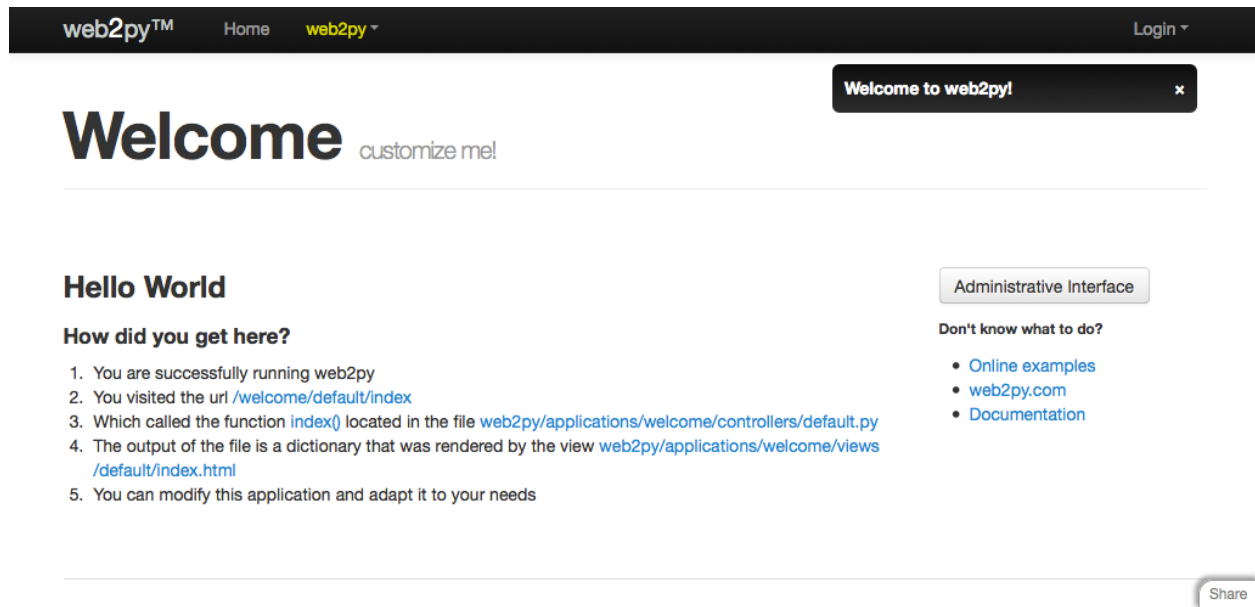 web2py™ Home web2py Login
Welcome to web2py! ×
Welcome customize me!
Hello World
How did you get here?
1. You are successfully running web2py
2. You visited the url /welcome/default/index
3. Which called the function index() located in the file web2py/applications/welcome/controllers/default.py
4. The output of the file is a dictionary that was rendered by the view web2py/applications/welcome/views
/default/index.html
5. You can modify this application and adapt it to your needs
Administrative Interface
Don't know what to do?
• Online examples
• web2py.com
• Documentation
Share